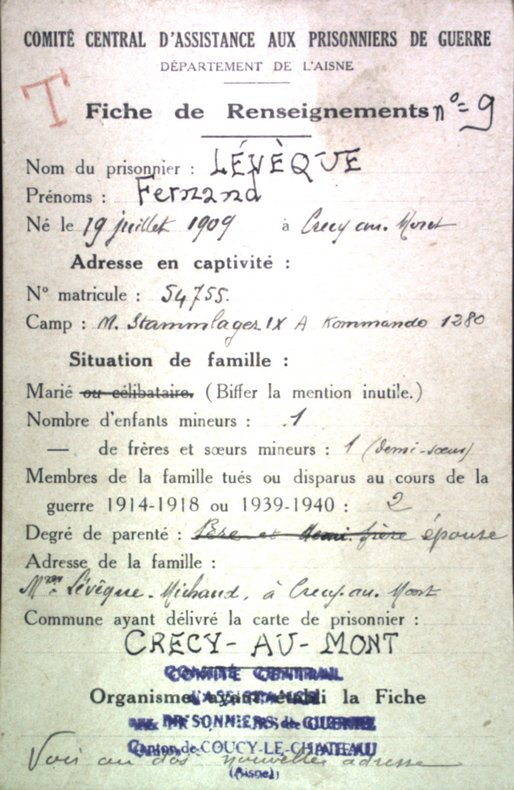 COMITÉ CENTRAL D'ASSISTANCE AUX PRISONNIERS DE GUERRE
DÉPARTEMENT DE L'AISNE
T
Fiche de Renseignements nº = 9
Nom du prisonnier : LÉVÈQUE
Prénoms : Fernand
Né le 19 juillet 1909 à Crecy au. Mont
Adresse en captivité :
Nº matricule : 54755.
Camp : M. Stammlager IX A Kommando 1280
Situation de famille :
Marié ou célibataire. (Biffer la mention inutile.)
Nombre d'enfants mineurs : 1
— de frères et sœurs mineurs : 1 (demi-sœur)
Membres de la famille tués ou disparus au cours de la
guerre 1914-1918 ou 1939-1940 : 2
Degré de parenté : Père et demi. frère épouse
Adresse de la famille :
Mme Lévêque. Michaud, à Crecy. au. Mont
Commune ayant délivré la carte de prisonnier :
CRECY-AU-MONT
COMITÉ CENTRAL
Organisme ayant établi la Fiche
D'ASSISTANCE
aux PRISONNIERS de GUERRE
Canton de COUCY-LE-CHATEAU
(Aisne)
Voir au dos nouvelle adresse